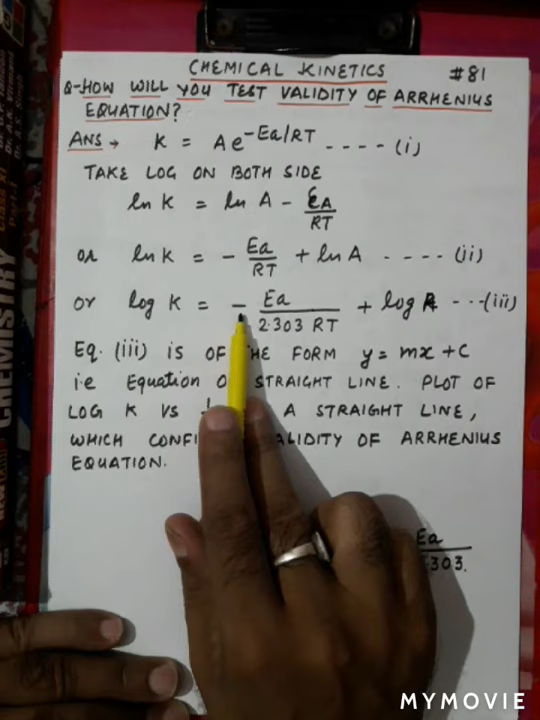 CHEMICAL KINETICS #81
Q-HOW WILL YOU TEST VALIDITY OF ARRHENIUS
EQUATION?
ANS → K = Ae^-Ea/RT ---- (i)
TAKE LOG ON BOTH SIDE
ln K = ln A - EA/RT
or ln K = - Ea/RT + ln A ---- (ii)
or log K = - Ea/2.303 RT + log A ---(iii)
Eq. (iii) IS OF THE FORM y = mx + c
i.e Equation OF STRAIGHT LINE. PLOT OF
LOG K VS A STRAIGHT LINE,
WHICH VALIDITY OF ARRHENIUS
EQUATION.
Ea
303.
MYMOVIE